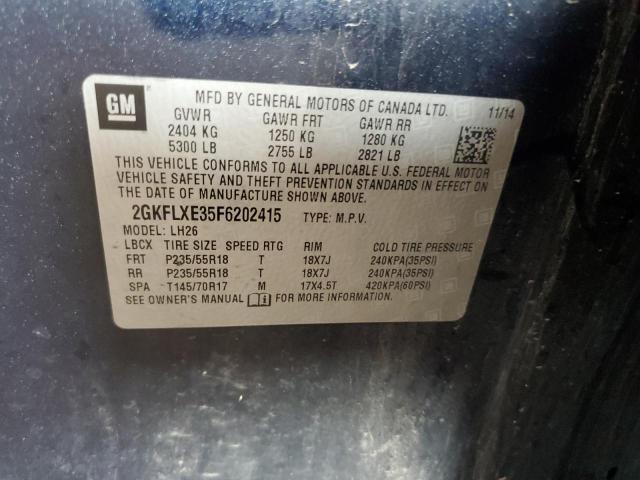 GM
MFD BY GENERAL MOTORS OF CANADA LTD. 11/14
GVWR GAWR FRT GAWR RR
2404 KG 1250 KG 1280 KG
5300 LB 2755 LB 2821 LB
THIS VEHICLE CONFORMS TO ALL APPLICABLE U.S. FEDERAL MOTOR
VEHICLE SAFETY AND THEFT PREVENTION STANDARDS IN EFFECT ON
THE DATE OF MANUFACTURE SHOWN ABOVE.
2GKFLXE35F6202415 TYPE: M.P.V.
MODEL: LH26
LBCX TIRE SIZE SPEED RTG RIM COLD TIRE PRESSURE
FRT P235/55R18 T 18X7J 240KPA(35PSI)
RR P235/55R18 T 18X7J 240KPA(35PSI)
SPA T145/70R17 M 17X4.5T 420KPA(60PSI)
SEE OWNER'S MANUAL FOR MORE INFORMATION.